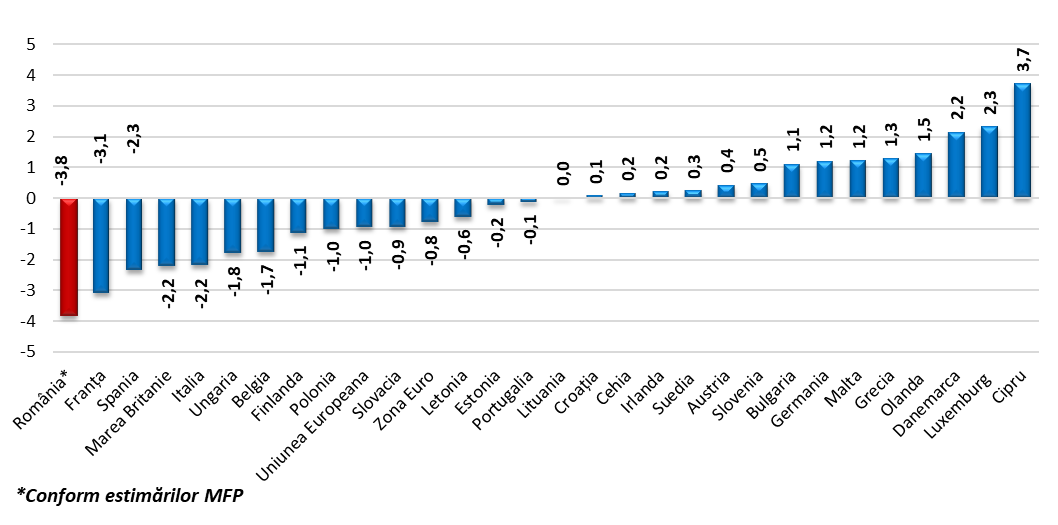 5
4
3
2
1
0
-1
-2
-3
-4
-5
-3,8
-3,1
-2,3
-2,2
-2,2
-1,8
-1,7
-1,1
-1,0
-1,0
-0,9
-0,8
-0,6
-0,2
-0,1
0,0
0,1
0,2
0,2
0,3
0,4
0,5
1,1
1,2
1,2
1,3
1,5
2,2
2,3
3,7
România*
Franța
Spania
Marea Britanie
Italia
Ungaria
Belgia
Finlanda
Polonia
Uniunea Europeana
Slovacia
Zona Euro
Letonia
Estonia
Portugalia
Lituania
Croatia
Cehia
Irlanda
Suedia
Austria
Slovenia
Bulgaria
Germania
Malta
Grecia
Olanda
Danemarca
Luxemburg
Cipru
*Conform estimărilor MFP